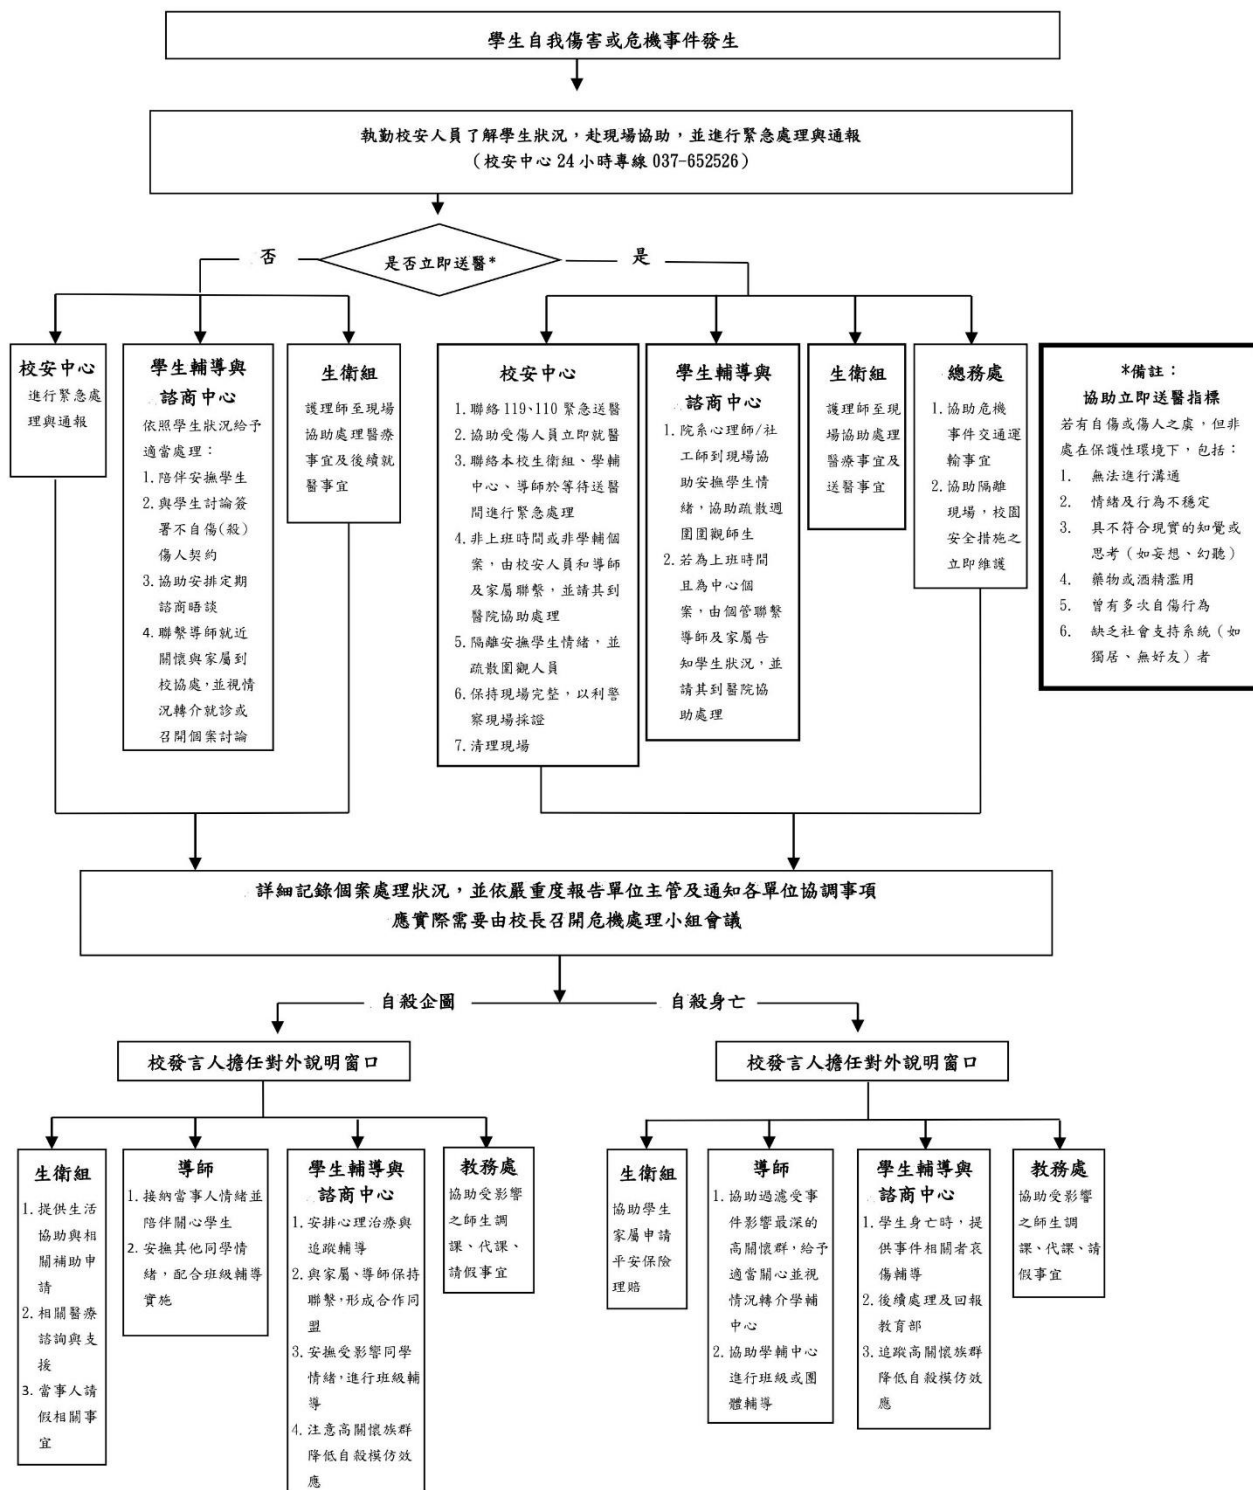 學生自我傷害或危機事件發生
執勤校安人員了解學生狀況，赴現場協助，並進行緊急處理與通報
（校安中心 24 小時專線 037-652526）
是否立即送醫*
否
是
校安中心
進行緊急處
理與通報
學生輔導與
諮商中心
依照學生狀況給予
適當處理：
1. 陪伴安撫學生
2. 與學生討論簽
署不自傷(殺)
傷人契約
3. 協助安排定期
諮商晤談
4. 聯繫導師就近
關懷與家屬到
校協處，並視情
況轉介就診或
召開個案討論
生衛組
護理師至現場
協助處理醫療
事宜及後續就
醫事宜
校安中心
1. 聯絡119、110 緊急送醫
2. 協助受傷人員立即就醫
3. 聯絡本校生衛組、學輔
中心、導師於等待送醫
間進行緊急處理
4. 非上班時間或非學輔個
案，由校安人員和導師
及家屬聯繫，並請其到
醫院協助處理
5. 隔離安撫學生情緒，並
疏散圍觀人員
6. 保持現場完整，以利警
察現場採證
7. 清理現場
學生輔導與
諮商中心
1. 院系心理師/社
工師到現場協
助安撫學生情
緒，協助疏散週
圍圍觀師生
2. 若為上班時間
且為中心個
案，由個管聯繫
導師及家屬告
知學生狀況，並
請其到醫院協
助處理
生衛組
護理師至現
場協助處理
醫療事宜及
送醫事宜
總務處
1. 協助危機
事件交通運
輸事宜
2. 協助隔離
現場，校園
安全措施之
立即維護
*備註：
協助立即送醫指標
若有自傷或傷人之虞，但非
處在保護性環境下，包括：
1. 無法進行溝通
2. 情緒及行為不穩定
3. 具不符合現實的知覺或
思考（如妄想、幻聽）
4. 藥物或酒精濫用
5. 曾有多次自傷行為
6. 缺乏社會支持系統（如
獨居、無好友）者
詳細記錄個案處理狀況，並依嚴重度報告單位主管及通知各單位協調事項
應實際需要由校長召開危機處理小組會議
自殺企圖
自殺身亡
校發言人擔任對外說明窗口
校發言人擔任對外說明窗口
生衛組
1. 提供生活
協助與相
關補助申
請
2. 相關醫療
諮詢與支
援
3. 當事人請
假相關事
宜
導師
1. 接納當事人情緒並
陪伴關心學生
2. 安撫其他同學情
緒，配合班級輔導
實施
學生輔導與
諮商中心
1. 安排心理治療與
追蹤輔導
2. 與家屬、導師保持
聯繫，形成合作同
盟
3. 安撫受影響同學
情緒，進行班級輔
導
4. 注意高關懷族群
降低自殺模仿效
應
教務處
協助受影響
之師生調
課、代課、
請假事宜
生衛組
協助學生
家屬申請
平安保險
理賠
導師
1. 協助過濾受事
件影響最深的
高關懷群，給予
適當關心並視
情況轉介學輔
中心
2. 協助學輔中心
進行班級或團
體輔導
學生輔導與
諮商中心
1. 學生身亡時，提
供事件相關者哀
傷輔導
2. 後續處理及回報
教育部
3. 追蹤高關懷族群
降低自殺模仿效
應
教務處
協助受影響
之師生調
課、代課、請
假事宜